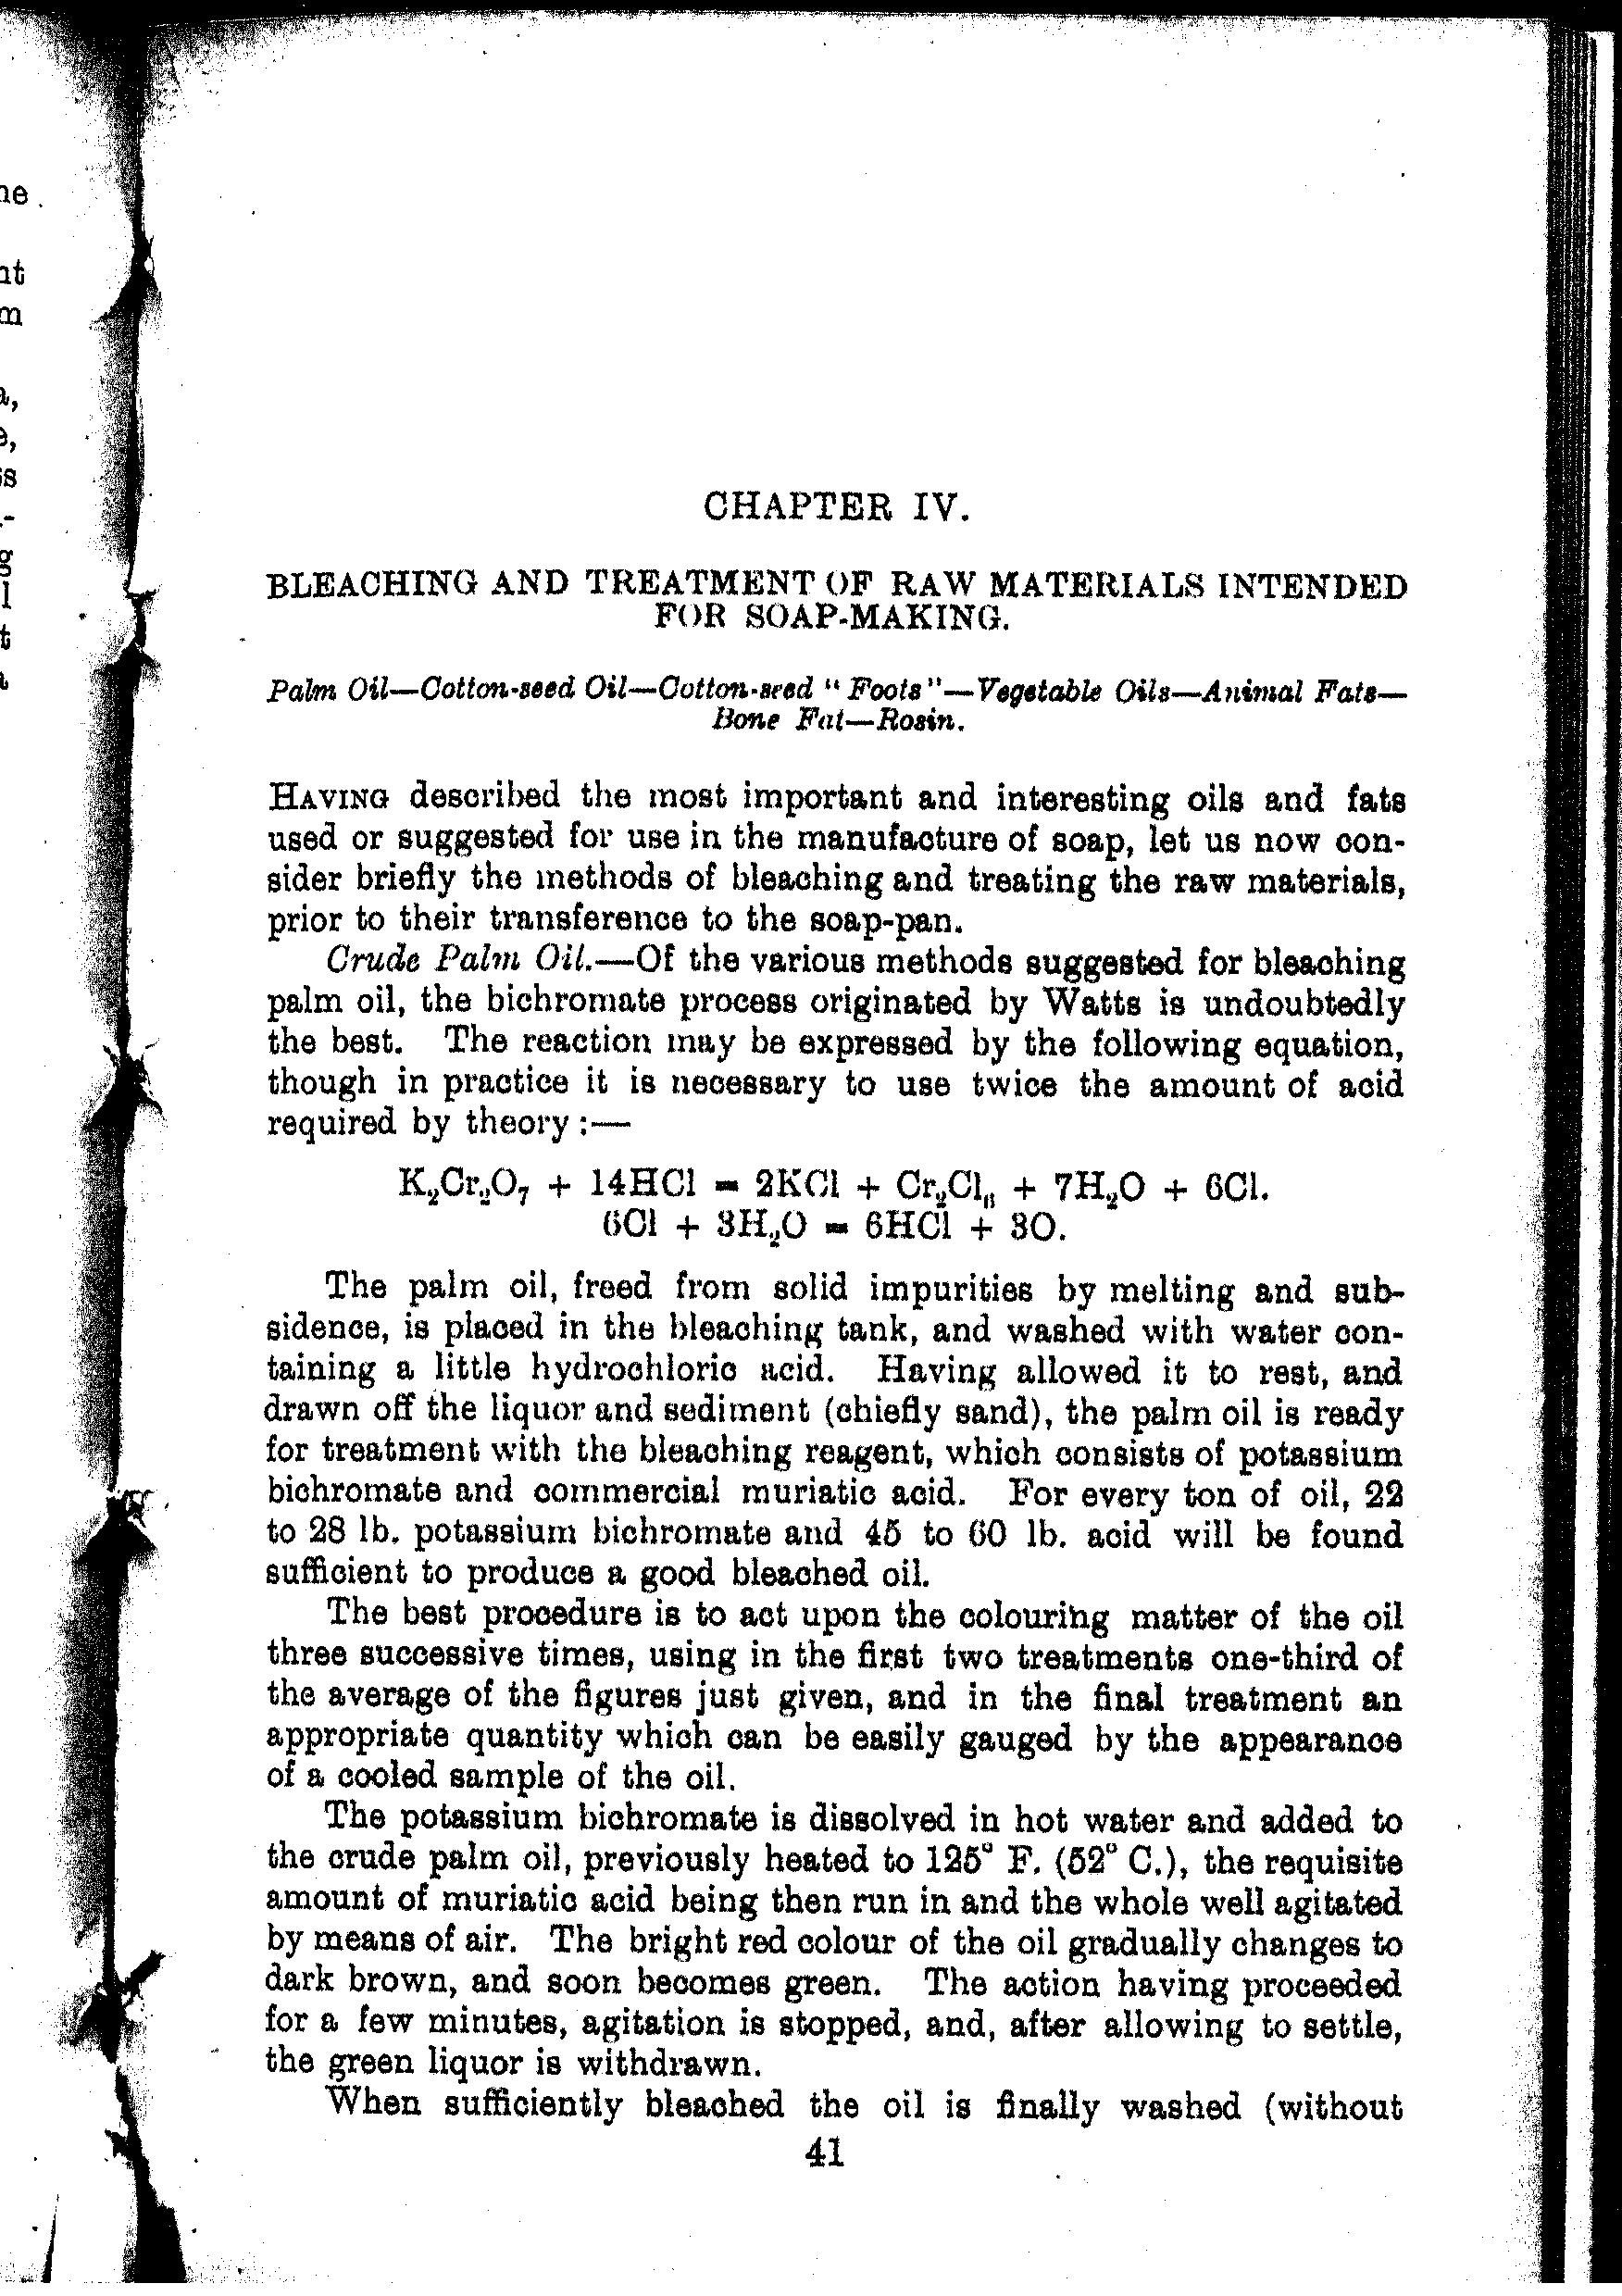 CHAPTER IV.
BLEACHING AND TREATMENT OF RAW MATERIALS INTENDED
FOR SOAP-MAKING.
Palm Oil—Cotton-seed Oil—Cotton-seed "Foots"—Vegetable Oils—Animal Fats—
Bone Fat—Rosin.
HAVING described the most important and interesting oils and fats
used or suggested for use in the manufacture of soap, let us now con-
sider briefly the methods of bleaching and treating the raw materials,
prior to their transference to the soap-pan.
Crude Palm Oil.—Of the various methods suggested for bleaching
palm oil, the bichromate process originated by Watts is undoubtedly
the best. The reaction may be expressed by the following equation,
though in practice it is necessary to use twice the amount of acid
required by theory:—
K₂Cr₂O₇ + 14HCl = 2KCl + Cr₂Cl₆ + 7H₂O + 6Cl.
6Cl + 3H₂O = 6HCl + 3O.
The palm oil, freed from solid impurities by melting and sub-
sidence, is placed in the bleaching tank, and washed with water con-
taining a little hydrochloric acid. Having allowed it to rest, and
drawn off the liquor and sediment (chiefly sand), the palm oil is ready
for treatment with the bleaching reagent, which consists of potassium
bichromate and commercial muriatic acid. For every ton of oil, 22
to 28 lb. potassium bichromate and 45 to 60 lb. acid will be found
sufficient to produce a good bleached oil.
The best procedure is to act upon the colouring matter of the oil
three successive times, using in the first two treatments one-third of
the average of the figures just given, and in the final treatment an
appropriate quantity which can be easily gauged by the appearance
of a cooled sample of the oil.
The potassium bichromate is dissolved in hot water and added to
the crude palm oil, previously heated to 125° F. (52° C.), the requisite
amount of muriatic acid being then run in and the whole well agitated
by means of air. The bright red colour of the oil gradually changes to
dark brown, and soon becomes green. The action having proceeded
for a few minutes, agitation is stopped, and, after allowing to settle,
the green liquor is withdrawn.
When sufficiently bleached the oil is finally washed (without
41